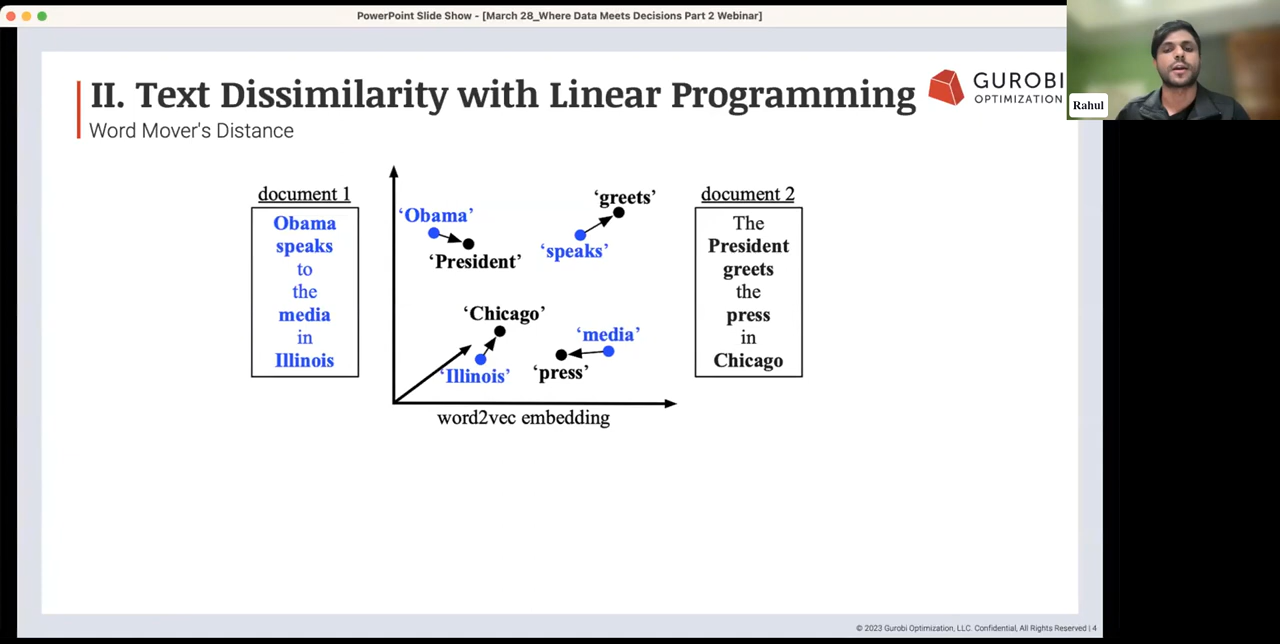 PowerPoint Slide Show - [March 28_Where Data Meets Decisions Part 2 Webinar]
II. Text Dissimilarity with Linear Programming
Word Mover's Distance
GUROBI
OPTIMIZATION
Rahul
document 1
Obama
speaks
to
the
media
in
Illinois
‘Obama’
‘President’
‘greets’
‘speaks’
‘Chicago’
‘Illinois’
‘media’
‘press’
word2vec embedding
document 2
The
President
greets
the
press
in
Chicago
© 2023 Gurobi Optimization, LLC. Confidential, All Rights Reserved | 4